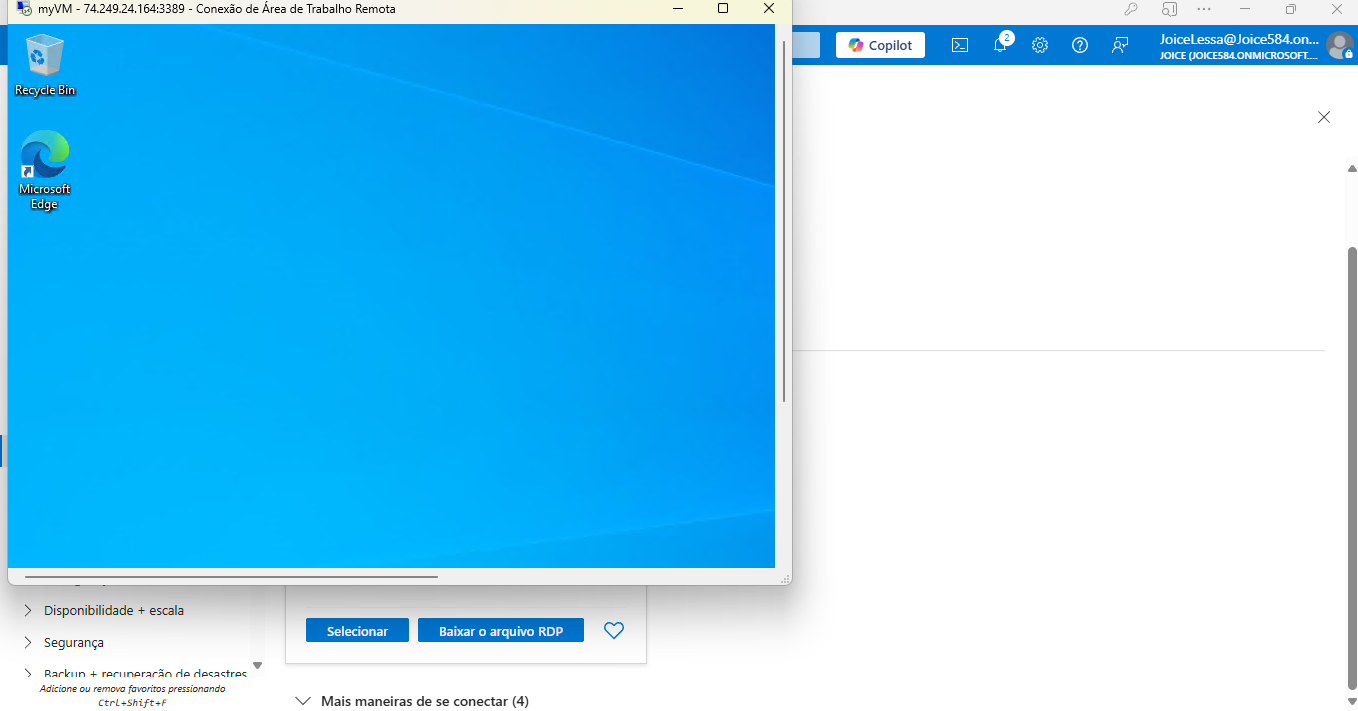 myVM - 74.249.24.164:3389 - Conexão de Área de Trabalho Remota
Recycle Bin
Microsoft
Edge
Copilot
2
JoiceLessa@Joice584.on...
JOICE (JOICE584.ONMICROSOFT....
Disponibilidade + escala
Segurança
Backup + recuperação de desastres
Adicione ou remova favoritos pressionando
Ctrl+Shift+F
Selecionar
Baixar o arquivo RDP
Mais maneiras de se conectar (4)